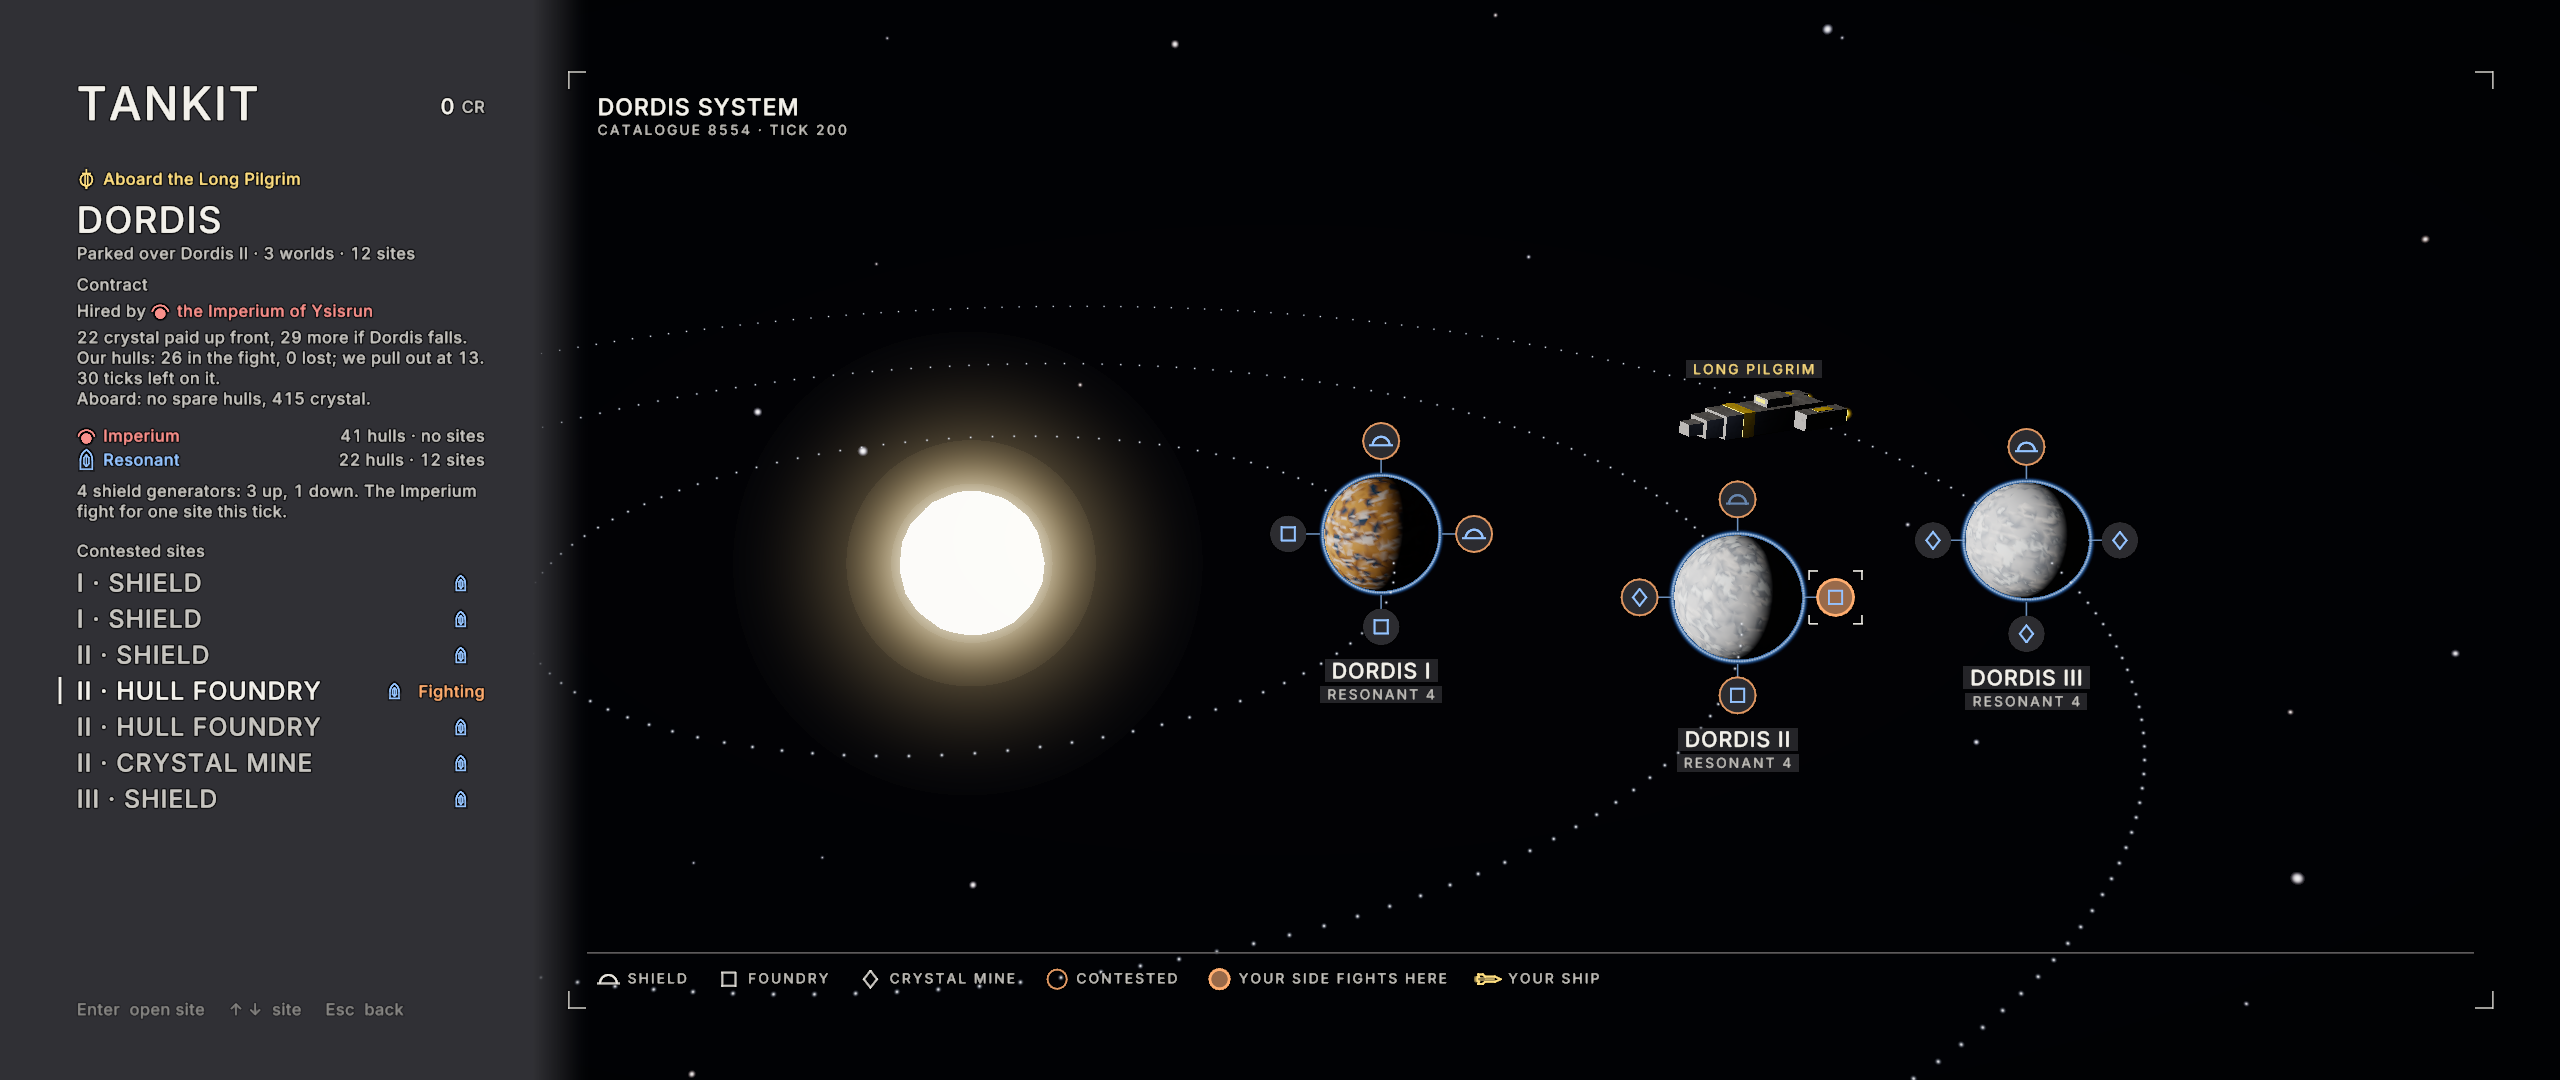 TANKIT
0 CR
Aboard the Long Pilgrim
DORDIS
Parked over Dordis II · 3 worlds · 12 sites
Contract
Hired by the Imperium of Ysisrun
22 crystal paid up front, 29 more if Dordis falls.
Our hulls: 26 in the fight, 0 lost; we pull out at 13.
30 ticks left on it.
Aboard: no spare hulls, 415 crystal.
Imperium 41 hulls · no sites
Resonant 22 hulls · 12 sites
4 shield generators: 3 up, 1 down. The Imperium
fight for one site this tick.
Contested sites
I · SHIELD
I · SHIELD
II · SHIELD
II · HULL FOUNDRY Fighting
II · HULL FOUNDRY
II · CRYSTAL MINE
III · SHIELD
Enter open site ↑ ↓ site Esc back
DORDIS SYSTEM
CATALOGUE 8554 · TICK 200
LONG PILGRIM
DORDIS I
RESONANT 4
DORDIS II
RESONANT 4
DORDIS III
RESONANT 4
SHIELD FOUNDRY CRYSTAL MINE CONTESTED YOUR SIDE FIGHTS HERE YOUR SHIP